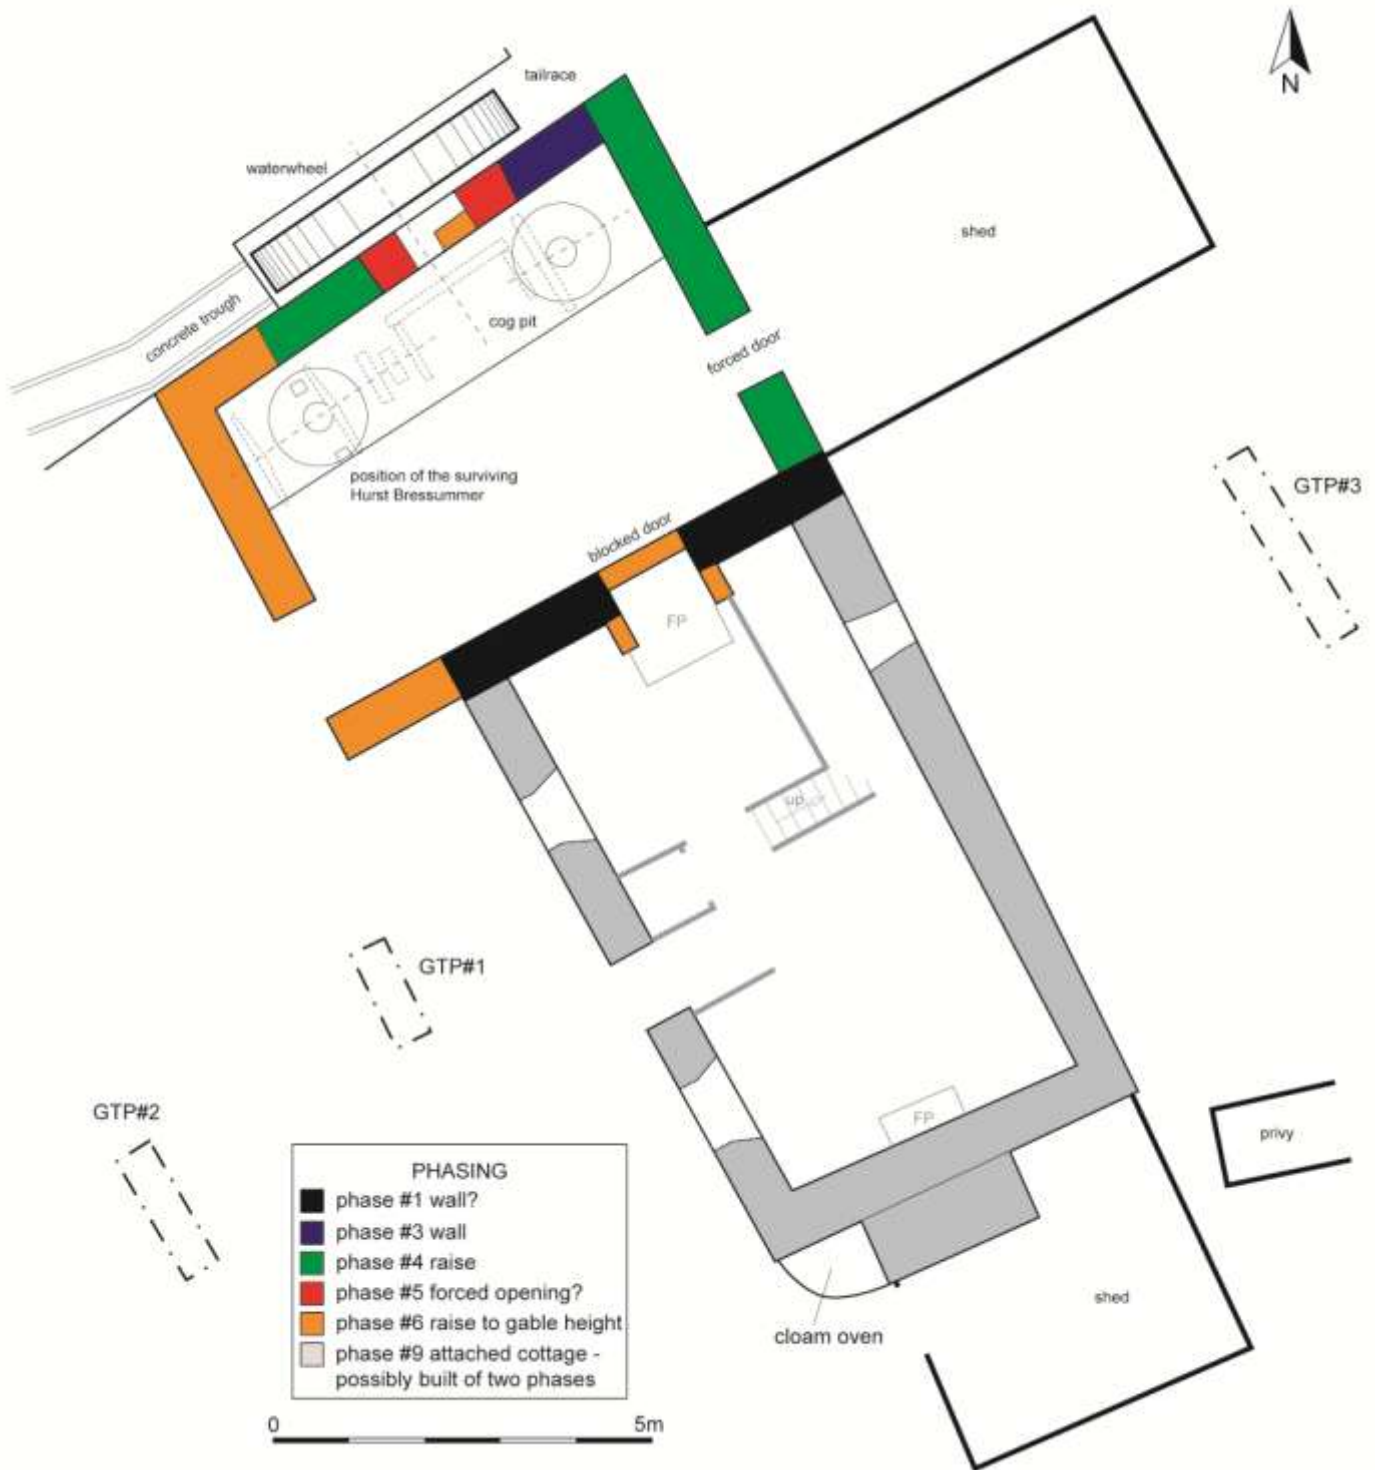 tailrace
N
waterwheel
shed
concrete trough
cog pit
forced door
position of the surviving
Hurst Bressummer
GTP#3
blocked door
FP
up
GTP#1
GTP#2
FP
privy
PHASING
phase #1 wall?
phase #3 wall
phase #4 raise
phase #5 forced opening?
phase #6 raise to gable height
phase #9 attached cottage -
possibly built of two phases
shed
cloam oven
0 5m